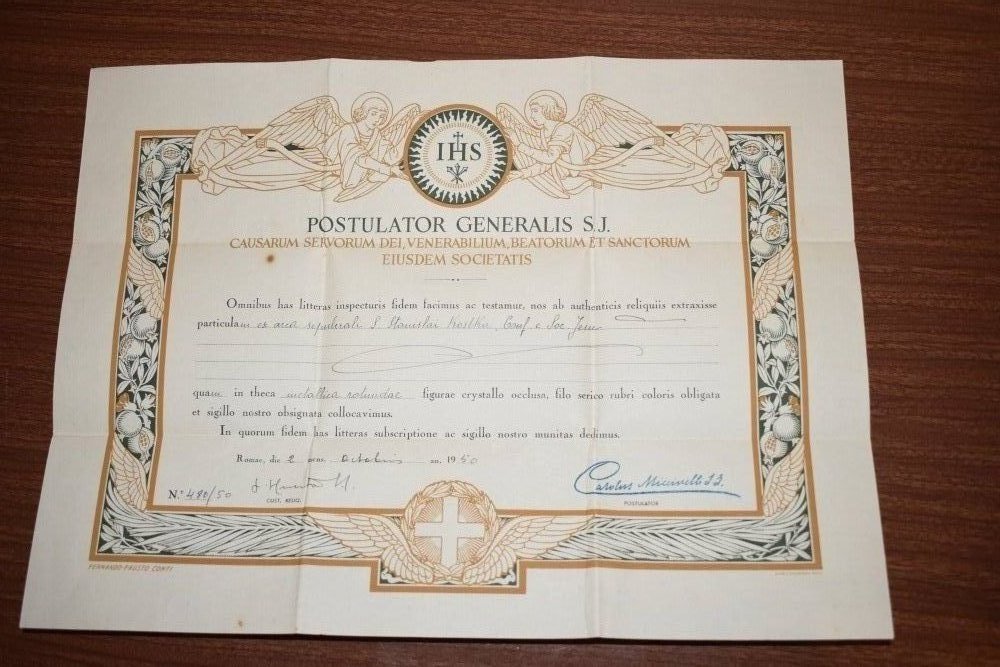 IHS
POSTULATOR GENERALIS S.J.
CAUSARUM SERVORUM DEI, VENERABILIUM, BEATORUM ET SANCTORUM
EIUSDEM SOCIETATIS
Omnibus has litteras inspecturis fidem facimus ac testamur, nos ab authenticis reliquiis extraxisse
particulam ex arca sepulcrali S. Stanislai Kostka, Conf. e Soc. Jesu
quam in theca metallica rotundae figurae crystallo occlusa, filo serico rubri coloris obligata
et sigillo nostro obsignata collocavimus.
In quorum fidem has litteras subscriptione ac sigillo nostro munitas dedimus.
Romae, die 2 mens. Octobris an. 1950
N.° 480/50
CUST. RELIQ.
Carolus Miccinelli S.J.
POSTULATOR
FERNANDO·FAUSTO CONTI